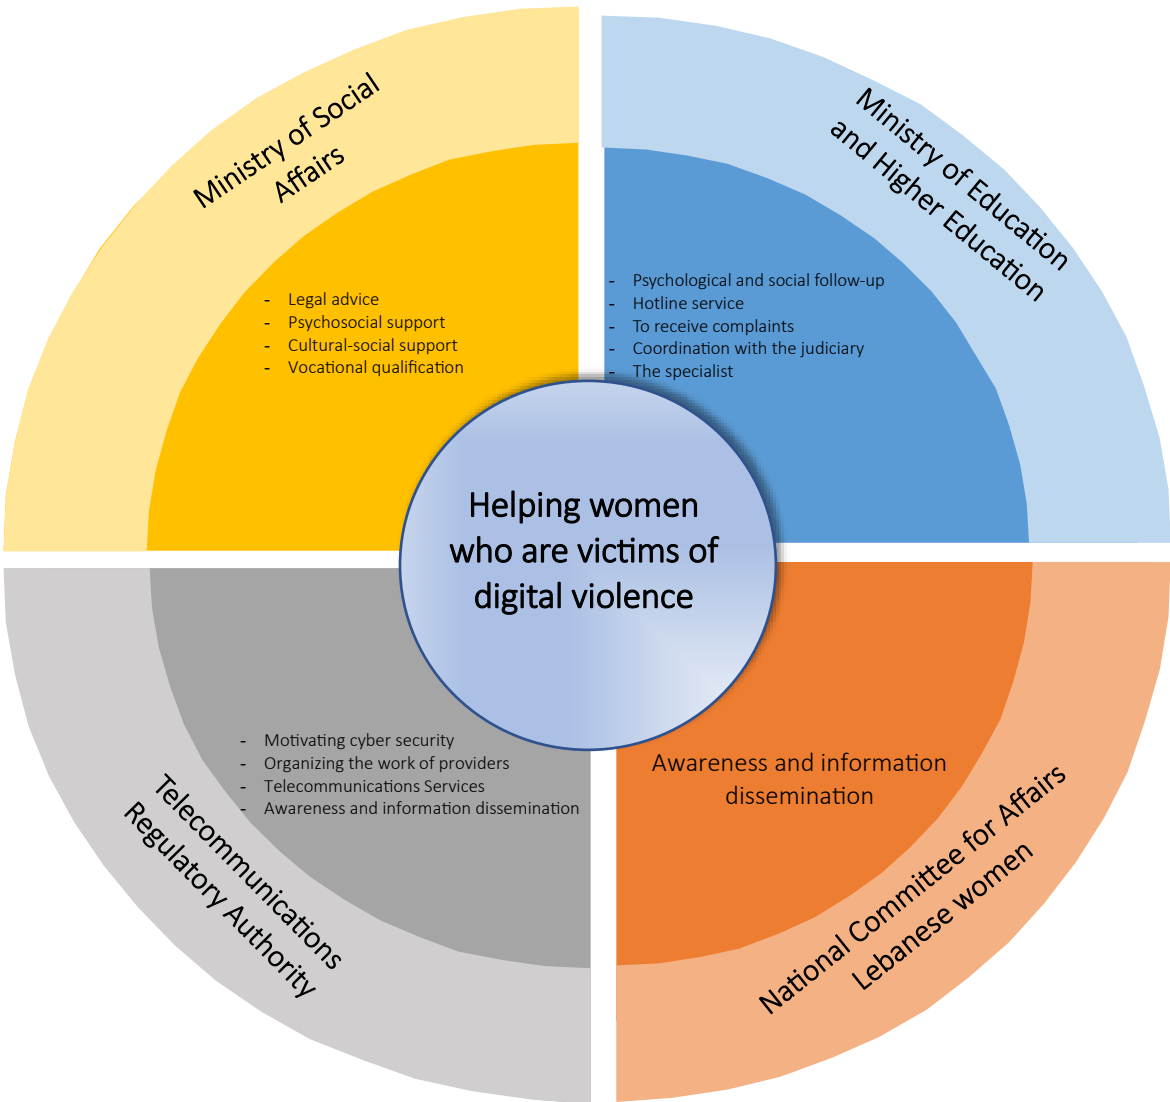 Ministry of Social
Affairs
- Legal advice
- Psychosocial support
- Cultural-social support
- Vocational qualification
Ministry of Education
and Higher Education
- Psychological and social follow-up
- Hotline service
- To receive complaints
- Coordination with the judiciary
- The specialist
Helping women
who are victims of
digital violence
- Motivating cyber security
- Organizing the work of providers
- Telecommunications Services
- Awareness and information dissemination
Telecommunications
Regulatory Authority
Awareness and information
dissemination
National Committee for Affairs
Lebanese women